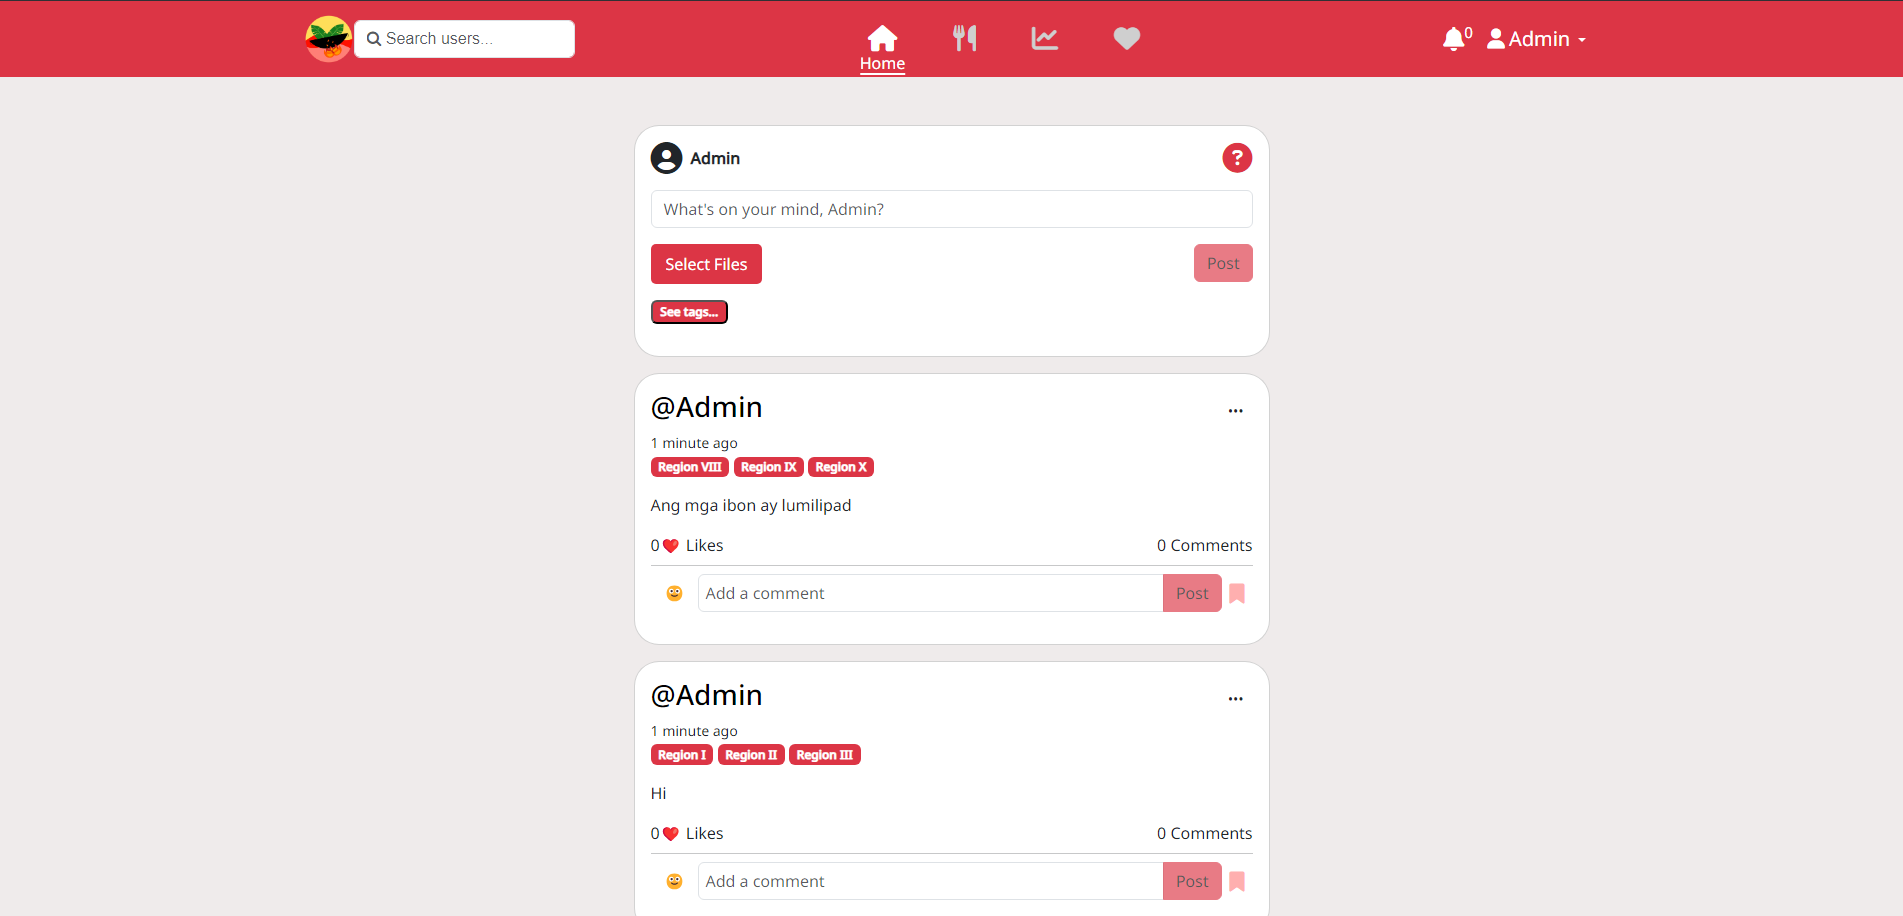 Search users...
Home
0 Admin
Admin
?
What's on your mind, Admin?
Select Files
Post
See tags...
@Admin
1 minute ago
Region VIII Region IX Region X
Ang mga ibon ay lumilipad
0 Likes 0 Comments
Add a comment Post
@Admin
1 minute ago
Region I Region II Region III
Hi
0 Likes 0 Comments
Add a comment Post